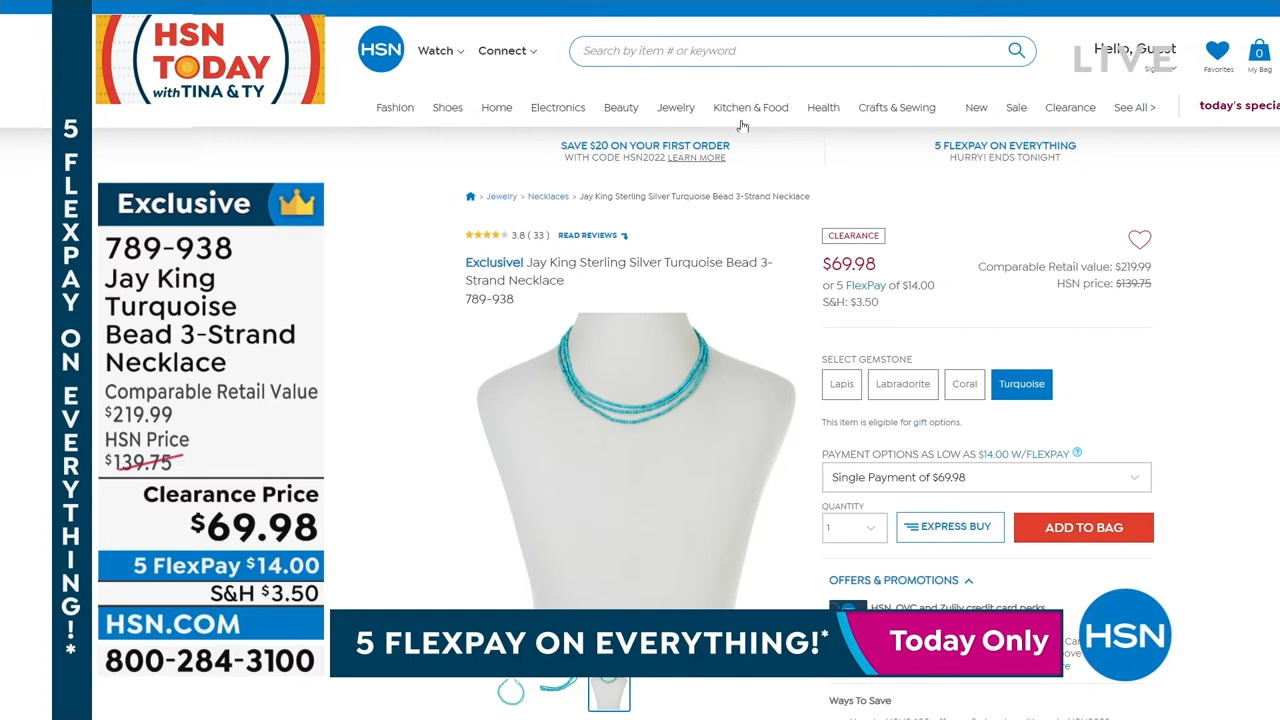 5 FLEXPAY ON EVERYTHING!*
HSN
TODAY
with TINA & TY
Exclusive
789-938
Jay King
Turquoise
Bead 3-Strand
Necklace
Comparable Retail Value
$219.99
HSN Price
$139.75
Clearance Price
$69.98
5 FlexPay $14.00
S&H $3.50
HSN.COM
800-284-3100
HSN
Watch
Connect
Search by item # or keyword
Hello, Guest
LIVE
Favorites
0
My Bag
Fashion Shoes Home Electronics Beauty Jewelry Kitchen & Food Health Crafts & Sewing New Sale Clearance See All > today's specia
SAVE $20 ON YOUR FIRST ORDER
WITH CODE HSN2022 LEARN MORE
5 FLEXPAY ON EVERYTHING
HURRY! ENDS TONIGHT
> Jewelry > Necklaces > Jay King Sterling Silver Turquoise Bead 3-Strand Necklace
3.8 ( 33 ) READ REVIEWS
Exclusive! Jay King Sterling Silver Turquoise Bead 3-
Strand Necklace
789-938
CLEARANCE
$69.98
or 5 FlexPay of $14.00
S&H: $3.50
Comparable Retail value: $219.99
HSN price: $139.75
SELECT GEMSTONE
Lapis Labradorite Coral Turquoise
This item is eligible for gift options.
PAYMENT OPTIONS AS LOW AS $14.00 W/FLEXPAY ?
Single Payment of $69.98
QUANTITY
1
EXPRESS BUY
ADD TO BAG
OFFERS & PROMOTIONS
HSN, QVC and Zulily credit card perks
5 FLEXPAY ON EVERYTHING!*
Today Only
HSN
Ways To Save